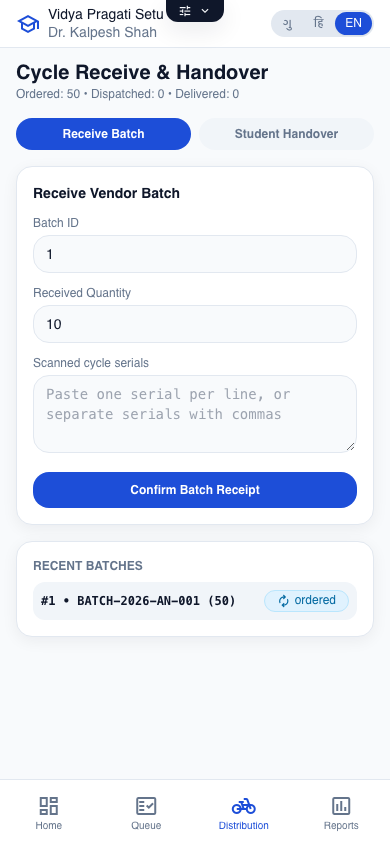 Vidya Pragati Setu
Dr. Kalpesh Shah
ગુ
हि
EN
Cycle Receive & Handover
Ordered: 50 • Dispatched: 0 • Delivered: 0
Receive Batch
Student Handover
Receive Vendor Batch
Batch ID
1
Received Quantity
10
Scanned cycle serials
Paste one serial per line, or
separate serials with commas
Confirm Batch Receipt
RECENT BATCHES
#1 • BATCH-2026-AN-001 (50)
ordered
Home
Queue
Distribution
Reports